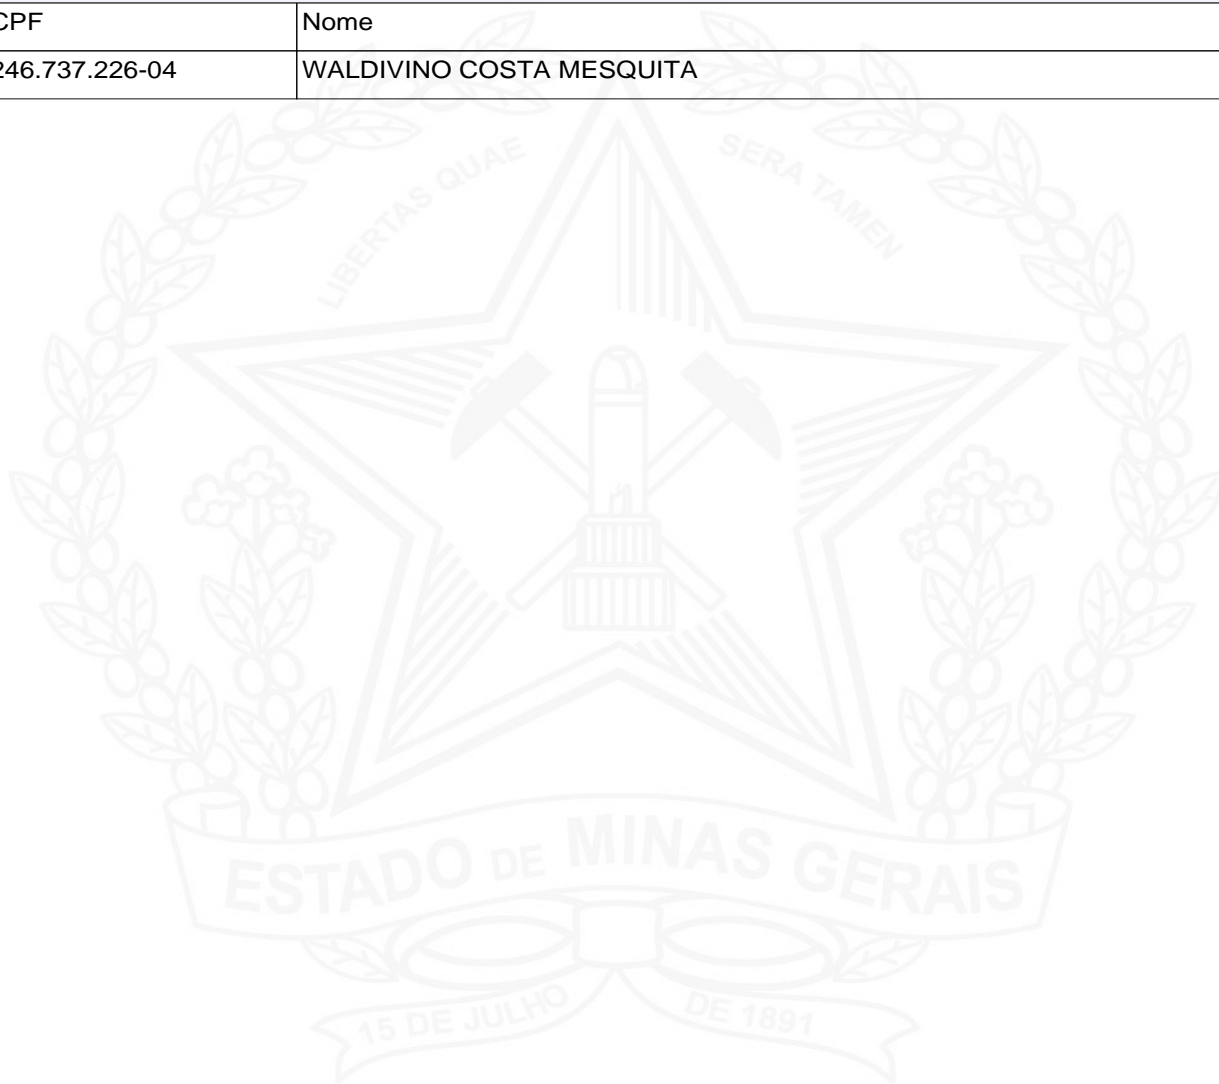 CPF Nome
246.737.226-04 WALDIVINO COSTA MESQUITA
LIBERTAS QUAE SERA TAMEN
ESTADO DE MINAS GERAIS
15 DE JULHO DE 1891